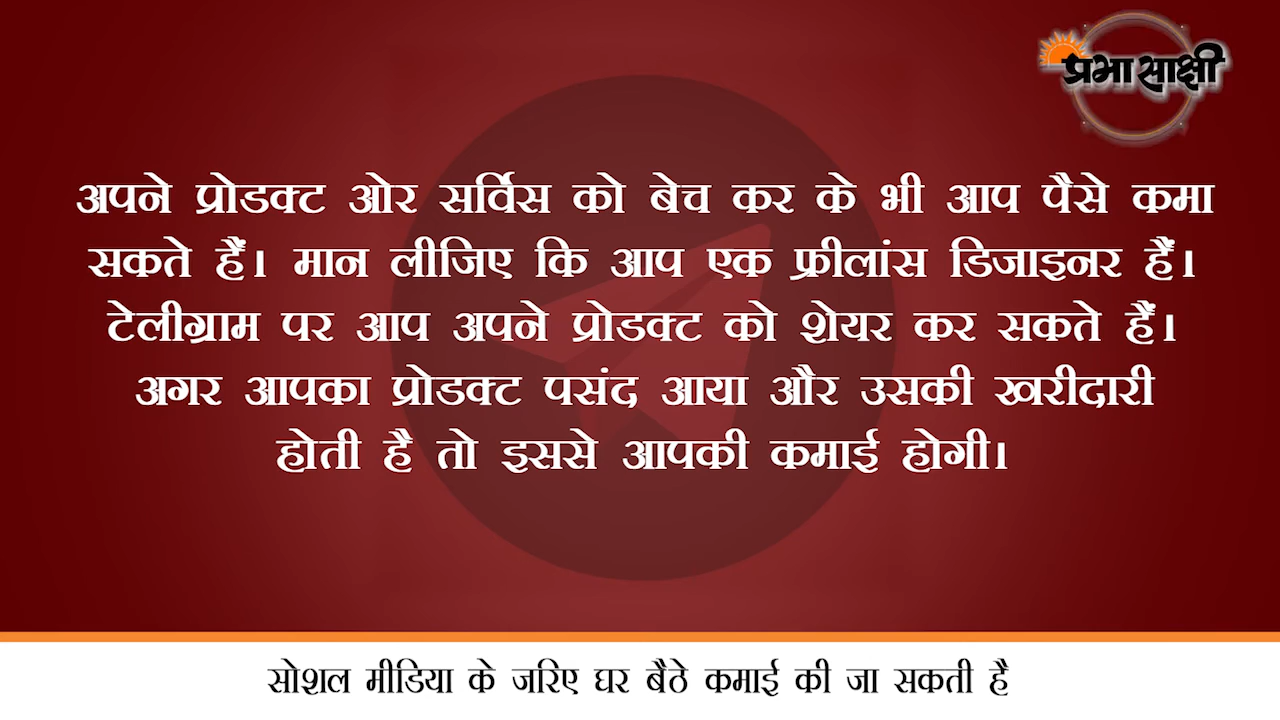 प्रभा साक्षी
अपने प्रोडक्ट ओर सर्विस को बेच कर के भी आप पैसे कमा
सकते हैं। मान लीजिए कि आप एक फ्रीलांस डिजाइनर हैं।
टेलीग्राम पर आप अपने प्रोडक्ट को शेयर कर सकते हैं।
अगर आपका प्रोडक्ट पसंद आया और उसकी खरीदारी
होती है तो इससे आपकी कमाई होगी।
सोशल मीडिया के जरिए घर बैठे कमाई की जा सकती है